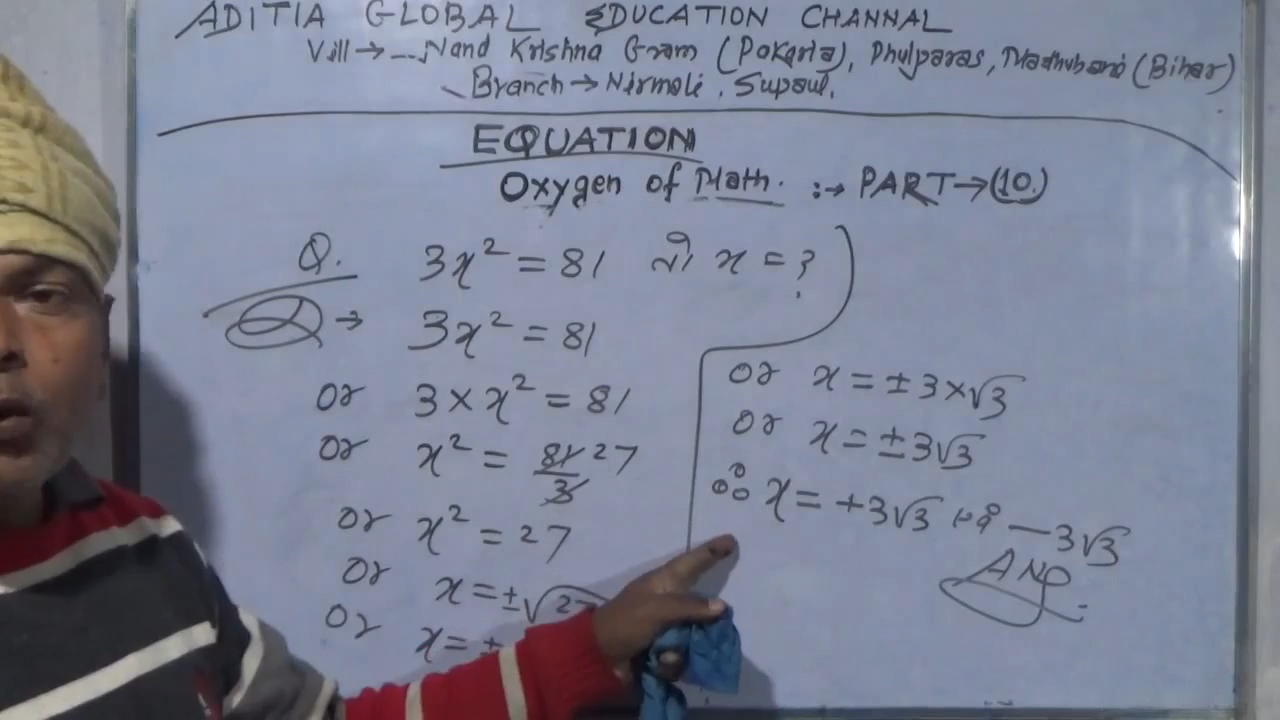 ADITIA GLOBAL EDUCATION CHANNAL
Vill → Nand Krishna Gram (Pokaria), Phulparas, Madhubani (Bihar)
Branch → Nirmali, Supaul.
EQUATION
Oxygen of Math. :→ PART → (10.)
Q. 3x² = 81 तो x = ?
→ 3x² = 81
or 3 × x² = 81
or x² = 81/3 27
or x² = 27
or x = ±√27
or x = ±
or x = ±3×√3
or x = ±3√3
∴ x = +3√3 एवं −3√3
ANS